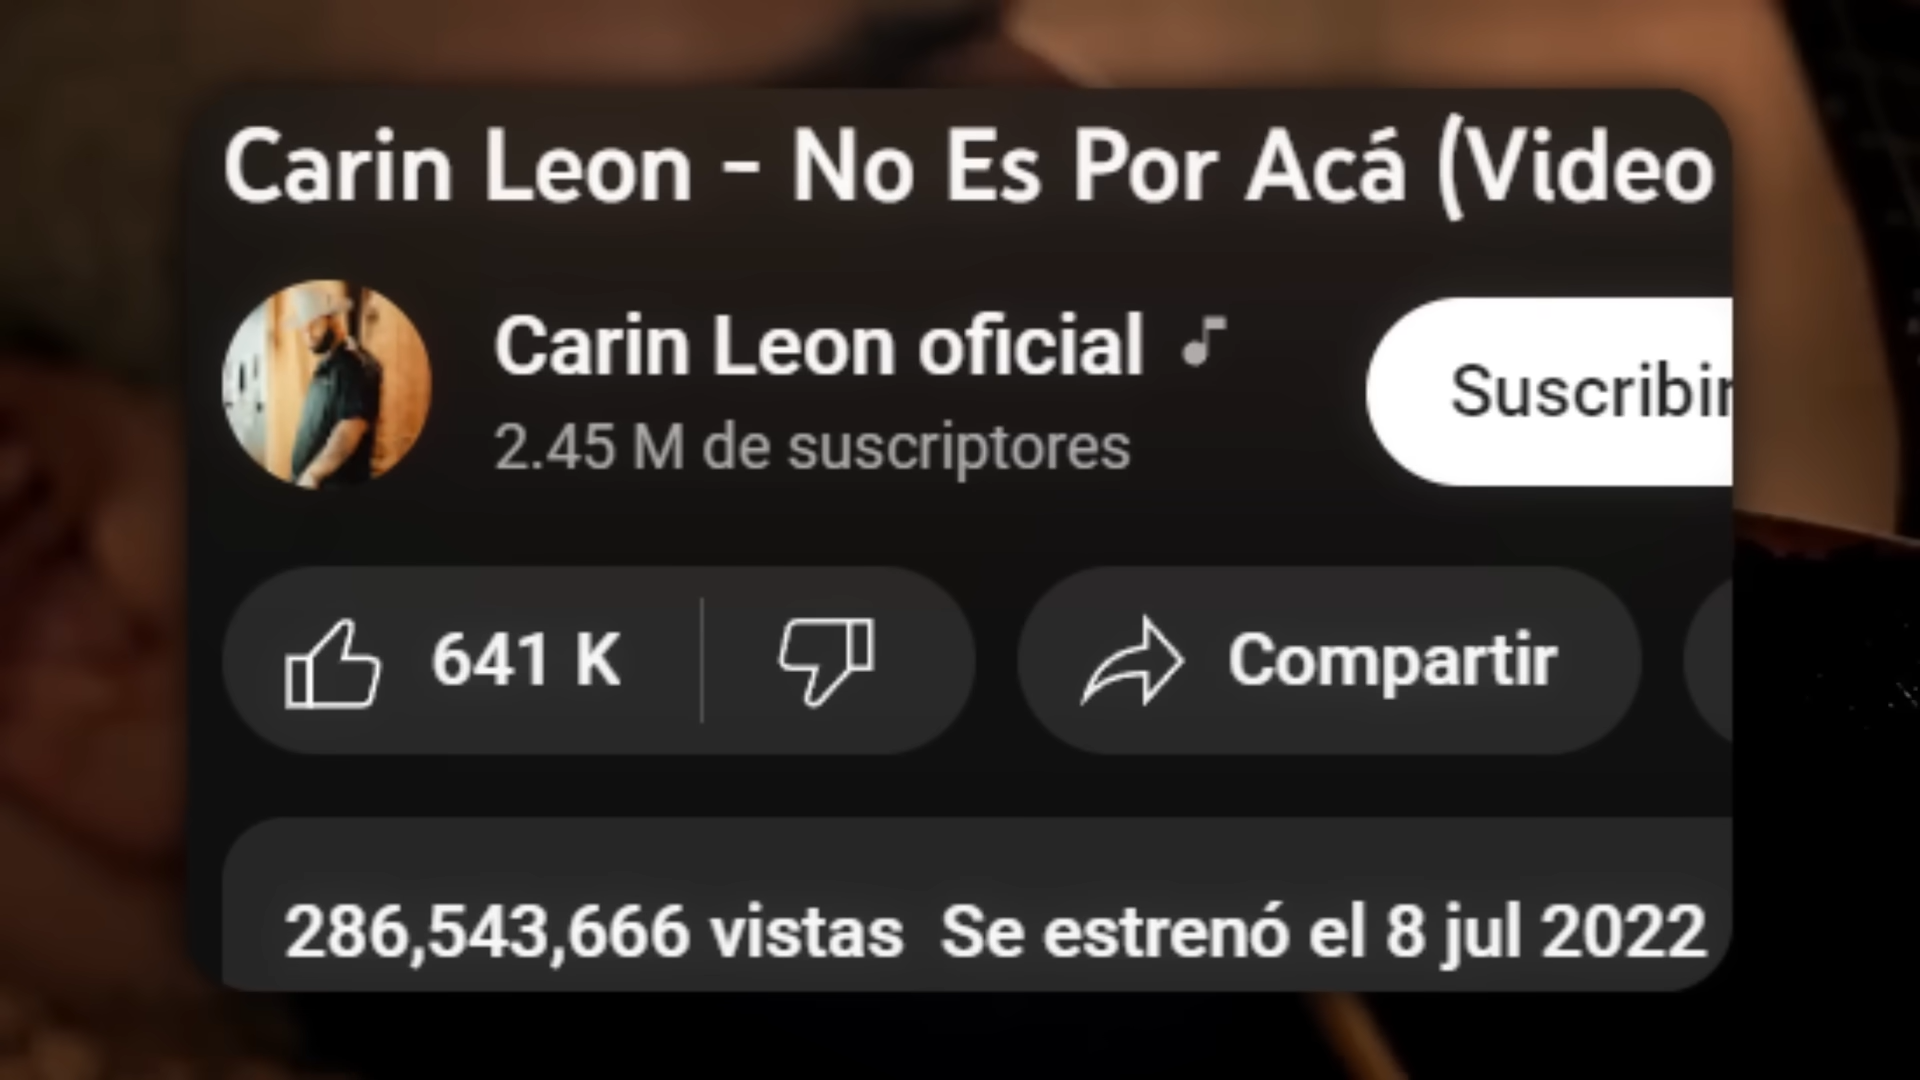 Carin Leon - No Es Por Acá (Video
Carin Leon oficial
2.45 M de suscriptores
Suscribir
641 K
Compartir
286,543,666 vistas Se estrenó el 8 jul 2022